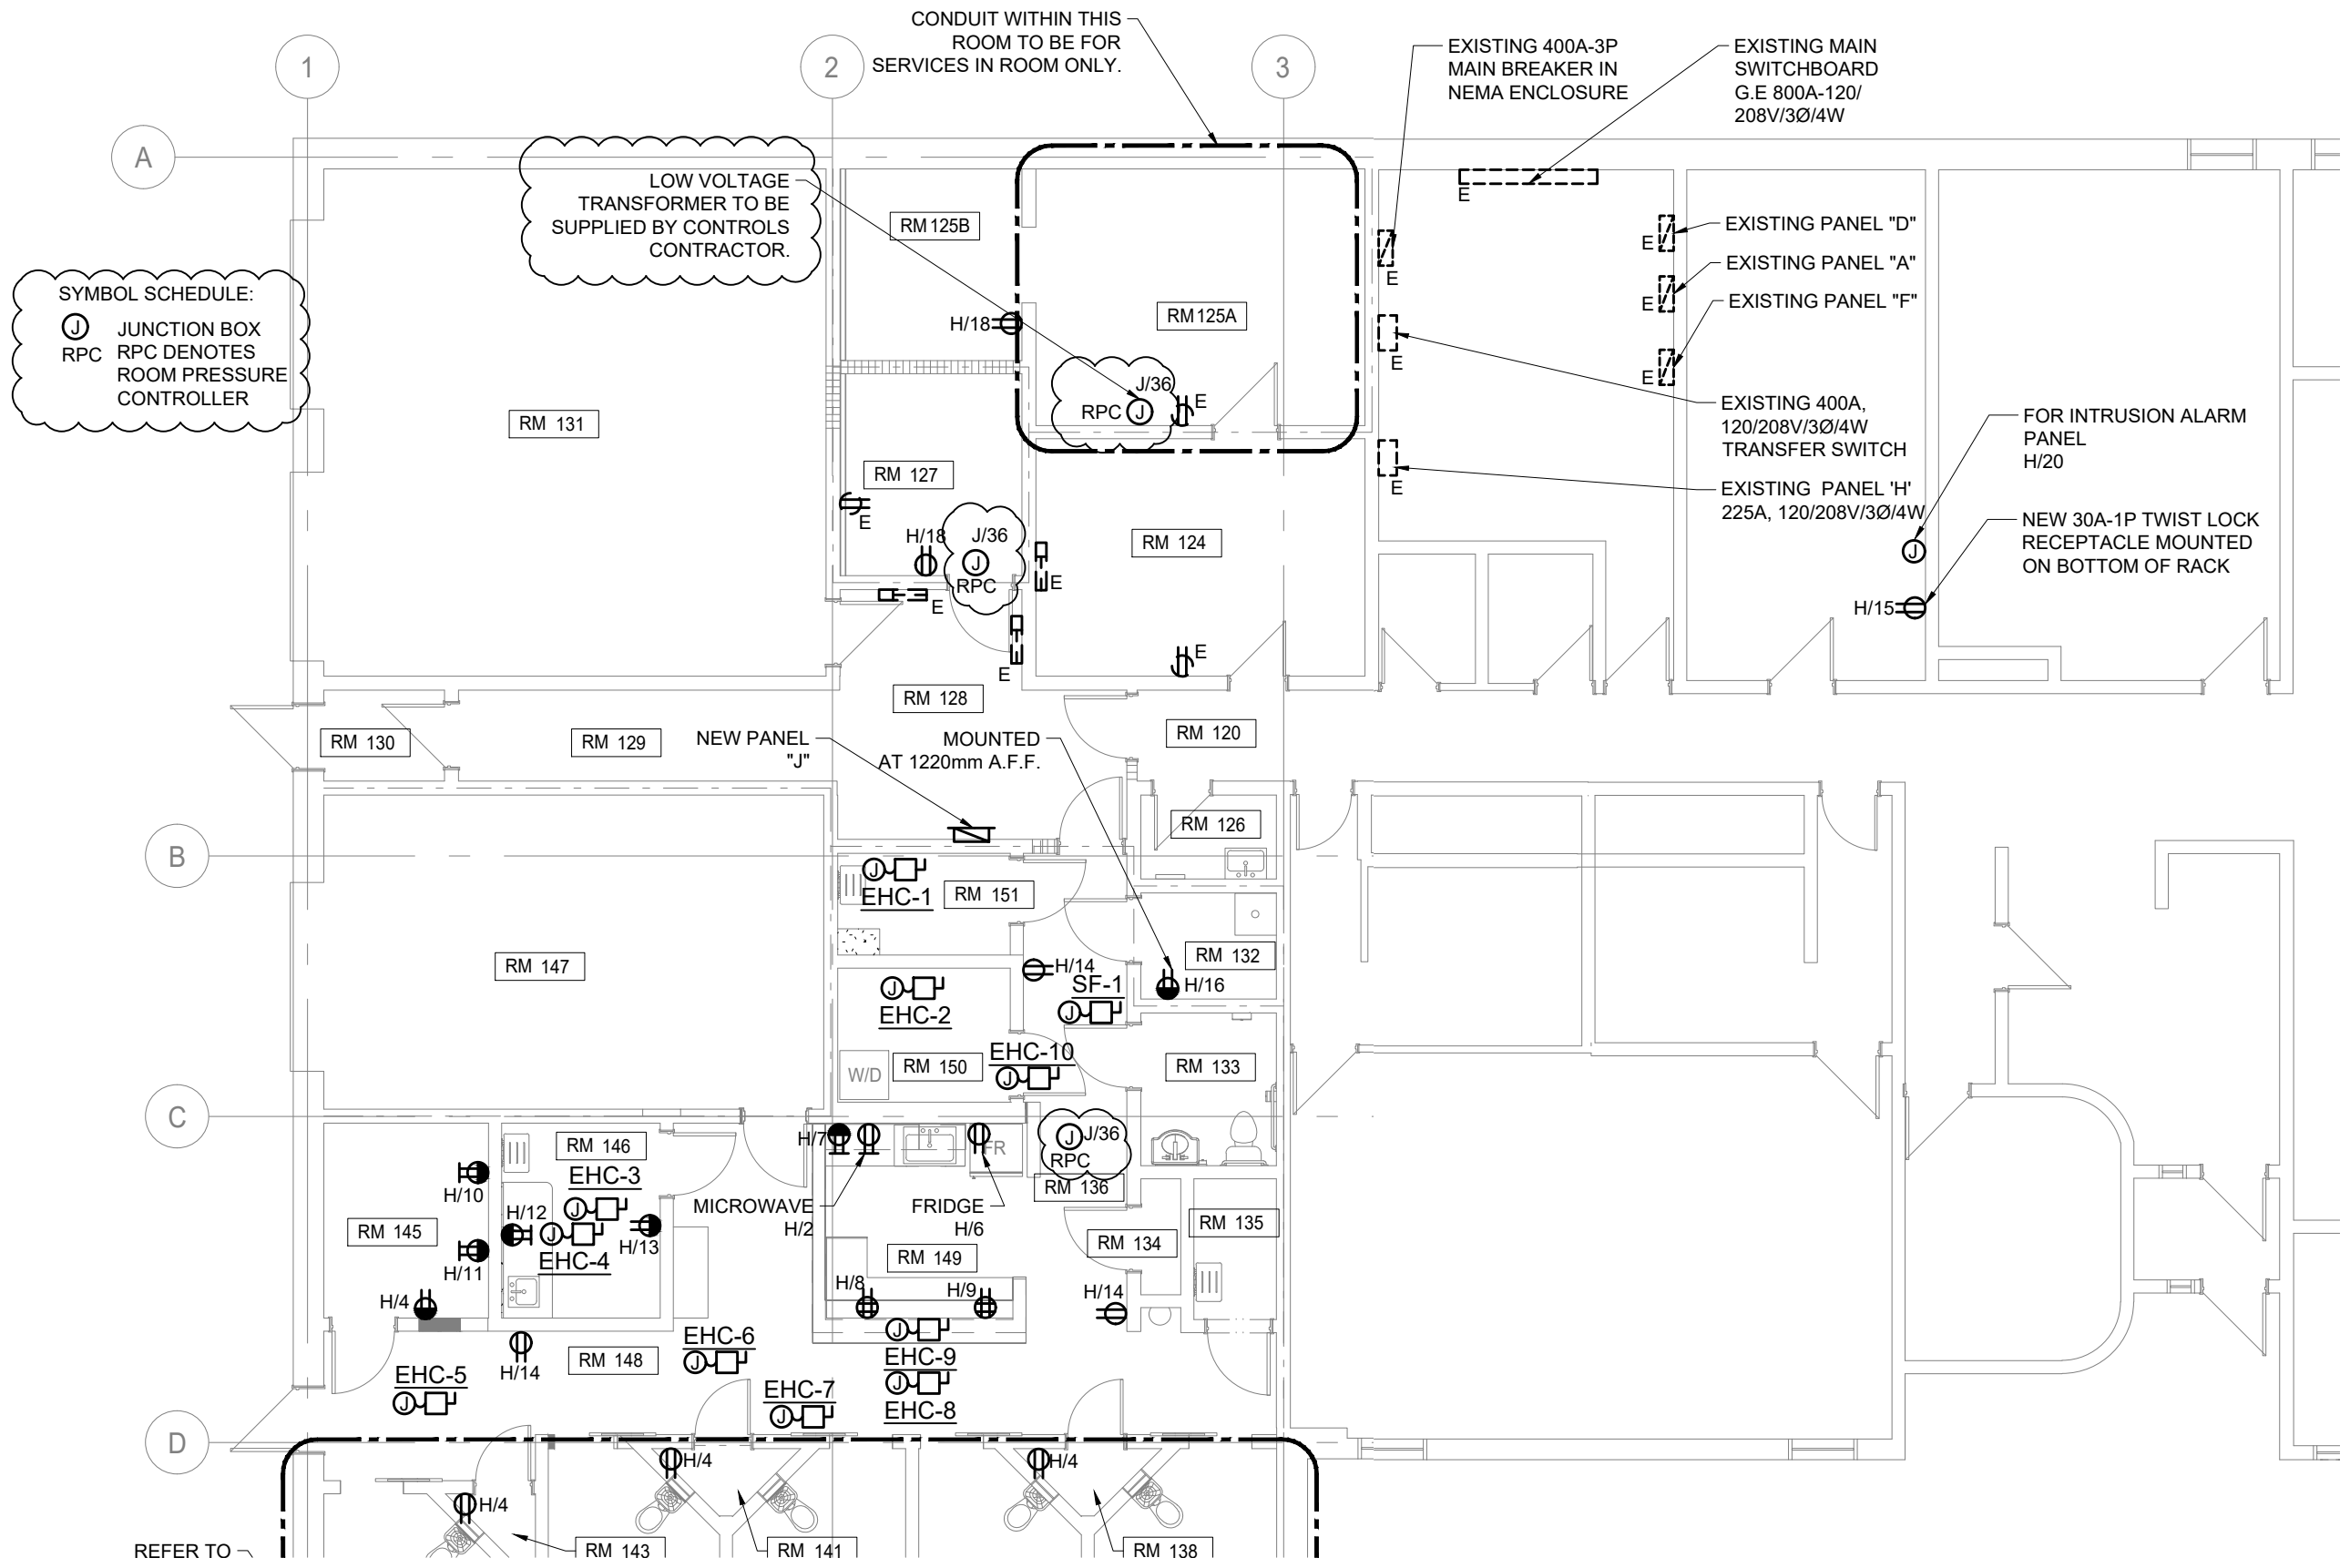 CONDUIT WITHIN THIS
ROOM TO BE FOR
SERVICES IN ROOM ONLY.
EXISTING 400A-3P
MAIN BREAKER IN
NEMA ENCLOSURE
EXISTING MAIN
SWITCHBOARD
G.E 800A-120/
208V/3Ø/4W
1
2
3
A
LOW VOLTAGE
TRANSFORMER TO BE
SUPPLIED BY CONTROLS
CONTRACTOR.
RM 125B
E
E
EXISTING PANEL "D"
E
EXISTING PANEL "A"
E
EXISTING PANEL "F"
E
E
SYMBOL SCHEDULE:
J JUNCTION BOX
RPC RPC DENOTES
ROOM PRESSURE
CONTROLLER
H/18
RM 125A
E
J/36
RPC J
E
RM 131
EXISTING 400A,
120/208V/3Ø/4W
TRANSFER SWITCH
FOR INTRUSION ALARM
PANEL
H/20
J
RM 127
E
H/18
J/36
J
RPC
E
E
E
RM 124
E
E
EXISTING PANEL 'H'
225A, 120/208V/3Ø/4W
NEW 30A-1P TWIST LOCK
RECEPTACLE MOUNTED
ON BOTTOM OF RACK
H/15
RM 128
RM 130
RM 129
NEW PANEL
"J"
MOUNTED
AT 1220mm A.F.F.
RM 120
RM 126
B
J
EHC-1
RM 151
RM 147
H/14
SF-1
J
RM 132
H/16
J
EHC-2
EHC-10
J
RM 150
W/D
RM 133
C
RM 146
H/7
FR
J J/36
RPC
RM 136
H/10
EHC-3
J
H/12
J
EHC-4
H/13
MICROWAVE
H/2
FRIDGE
H/6
RM 145
H/11
RM 149
RM 134
RM 135
H/4
H/8
H/9
H/14
H/14
RM 148
EHC-6
J
J
EHC-9
J
EHC-8
EHC-5
J
EHC-7
J
D
H/4
H/4
H/4
REFER TO
RM 143
RM 141
RM 138